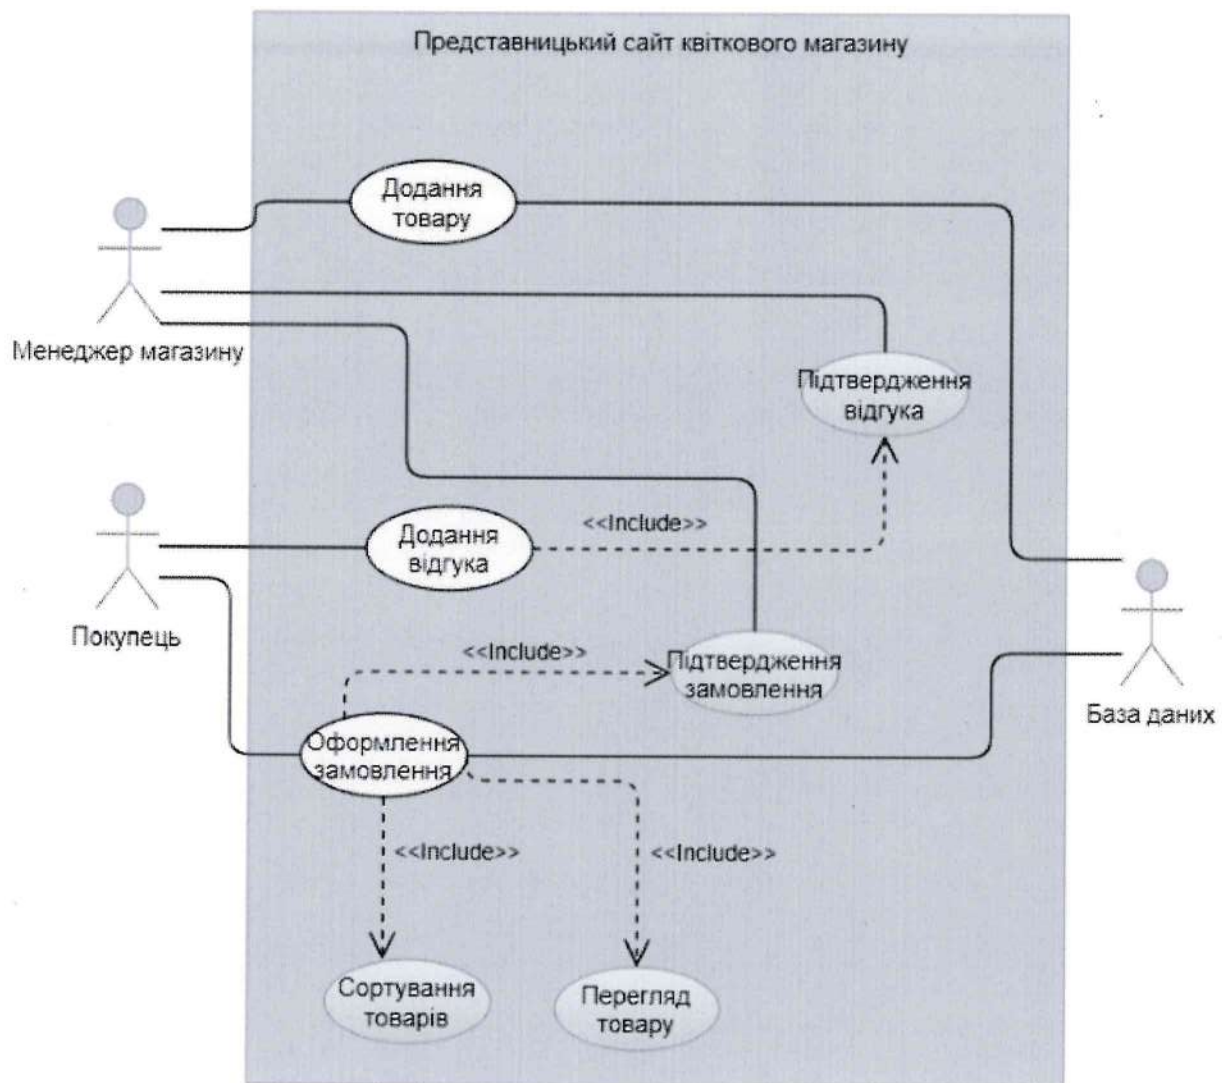 Представницький сайт квіткового магазину
Додання
товару
Менеджер магазину
Підтвердження
відгука
<<Include>>
Додання
відгука
Покупець
<<Include>>
Підтвердження
замовлення
База даних
Оформлення
замовлення
<<Include>>
<<Include>>
Сортування
товарів
Перегляд
товару